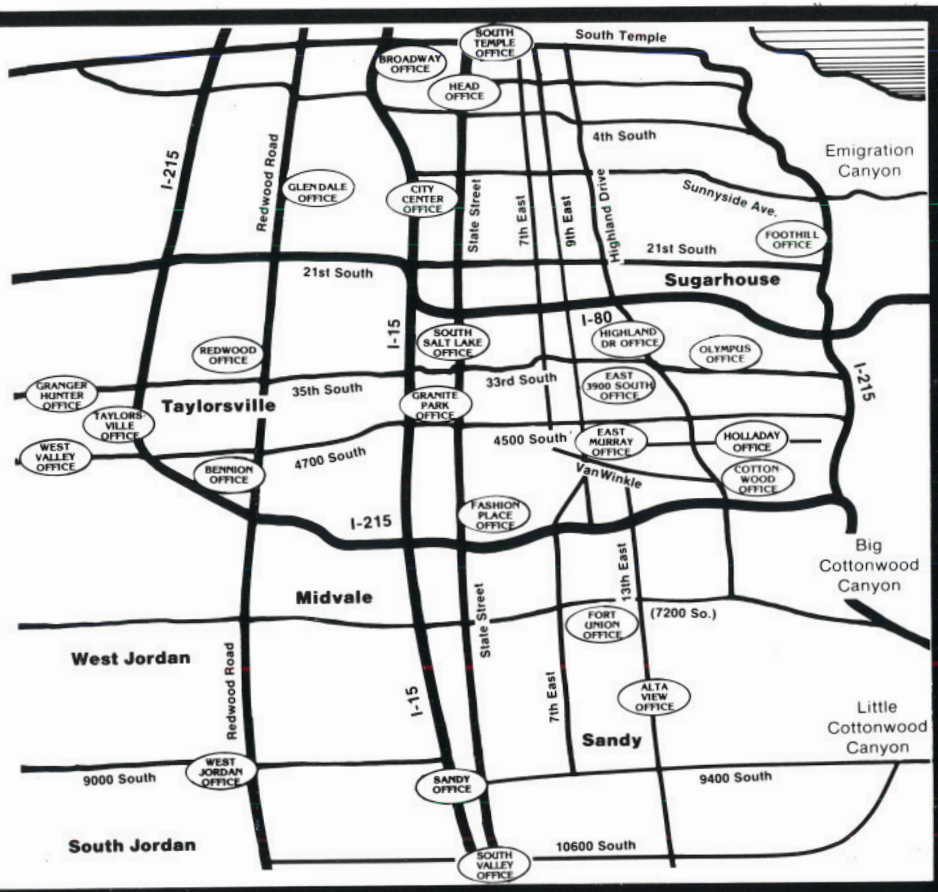 SOUTH
TEMPLE
OFFICE
South Temple
BROADWAY
OFFICE
HEAD
OFFICE
4th South
Emigration
Canyon
I-215
Redwood Road
GLENDALE
OFFICE
CITY
CENTER
OFFICE
State Street
7th East
9th East
Highland Drive
Sunnyside Ave.
FOOTHILL
OFFICE
21st South
21st South
Sugarhouse
I-15
I-80
SOUTH
SALT LAKE
OFFICE
HIGHLAND
DR OFFICE
OLYMPUS
OFFICE
REDWOOD
OFFICE
I-215
GRANGER
HUNTER
OFFICE
35th South
33rd South
EAST
3900 SOUTH
OFFICE
Taylorsville
GRANITE
PARK
OFFICE
TAYLORS
VILLE
OFFICE
WEST
VALLEY
OFFICE
4700 South
4500 South
EAST
MURRAY
OFFICE
HOLLADAY
OFFICE
BENNION
OFFICE
VanWinkle
COTTON
WOOD
OFFICE
FASHION
PLACE
OFFICE
I-215
Big
Cottonwood
Canyon
13th East
Midvale
(7200 So.)
FORT
UNION
OFFICE
State Street
West Jordan
Redwood Road
I-15
7th East
ALTA
VIEW
OFFICE
Little
Cottonwood
Canyon
Sandy
WEST
JORDAN
OFFICE
9000 South
SANDY
OFFICE
9400 South
South Jordan
10600 South
SOUTH
VALLEY
OFFICE